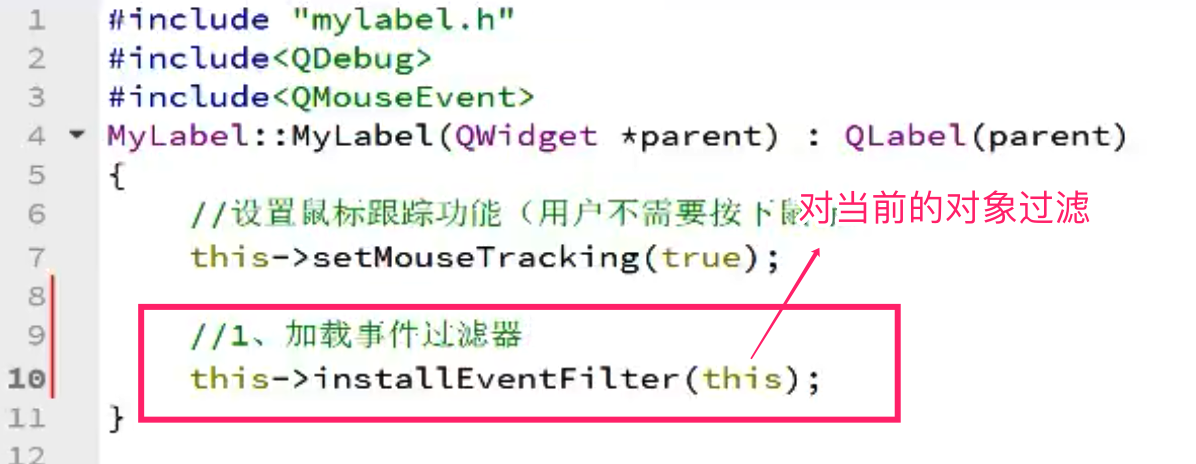 1 #include "mylabel.h"
2 #include<QDebug>
3 #include<QMouseEvent>
4 MyLabel::MyLabel(QWidget *parent) : QLabel(parent)
5 {
6 //设置鼠标跟踪功能（用户不需要按下
对当前的对象过滤
7 this->setMouseTracking(true);
8
9 //1、加载事件过滤器
10 this->installEventFilter(this);
11 }
12